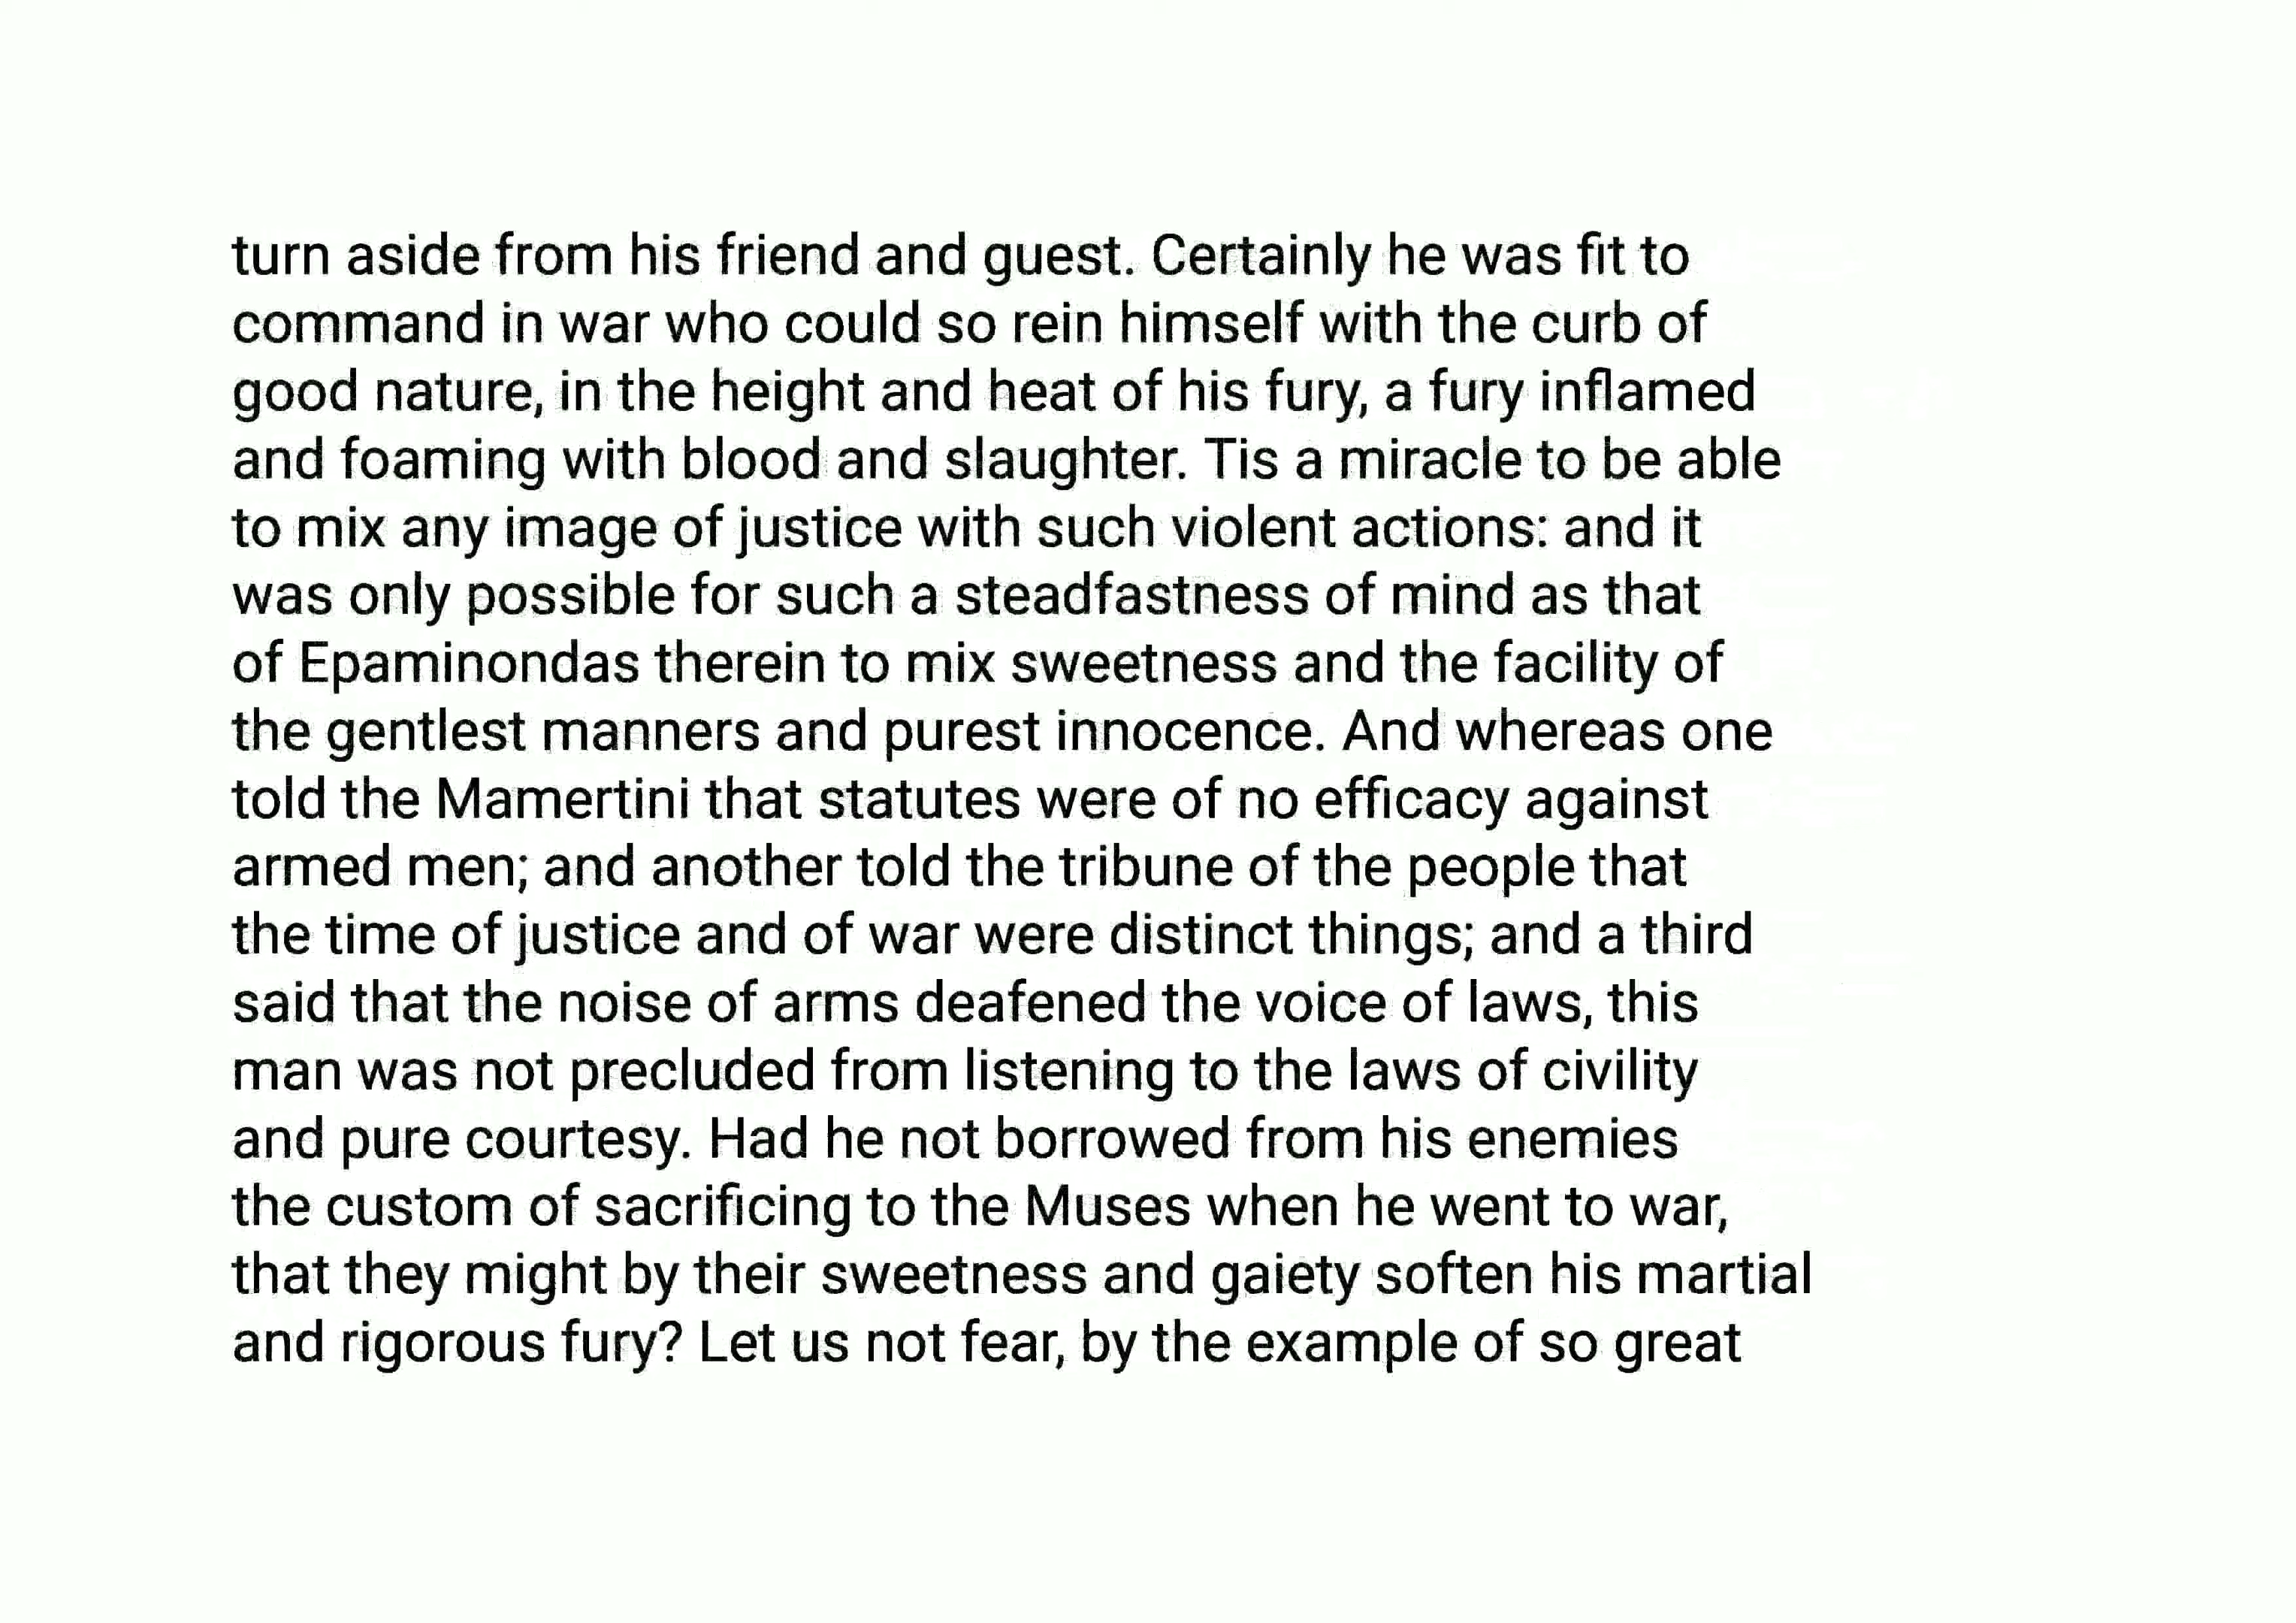 turn aside from his friend and guest. Certainly he was fit to
command in war who could so rein himself with the curb of
good nature, in the height and heat of his fury, a fury inflamed
and foaming with blood and slaughter. Tis a miracle to be able
to mix any image of justice with such violent actions: and it
was only possible for such a steadfastness of mind as that
of Epaminondas therein to mix sweetness and the facility of
the gentlest manners and purest innocence. And whereas one
told the Mamertini that statutes were of no efficacy against
armed men; and another told the tribune of the people that
the time of justice and of war were distinct things; and a third
said that the noise of arms deafened the voice of laws, this
man was not precluded from listening to the laws of civility
and pure courtesy. Had he not borrowed from his enemies
the custom of sacrificing to the Muses when he went to war,
that they might by their sweetness and gaiety soften his martial
and rigorous fury? Let us not fear, by the example of so great